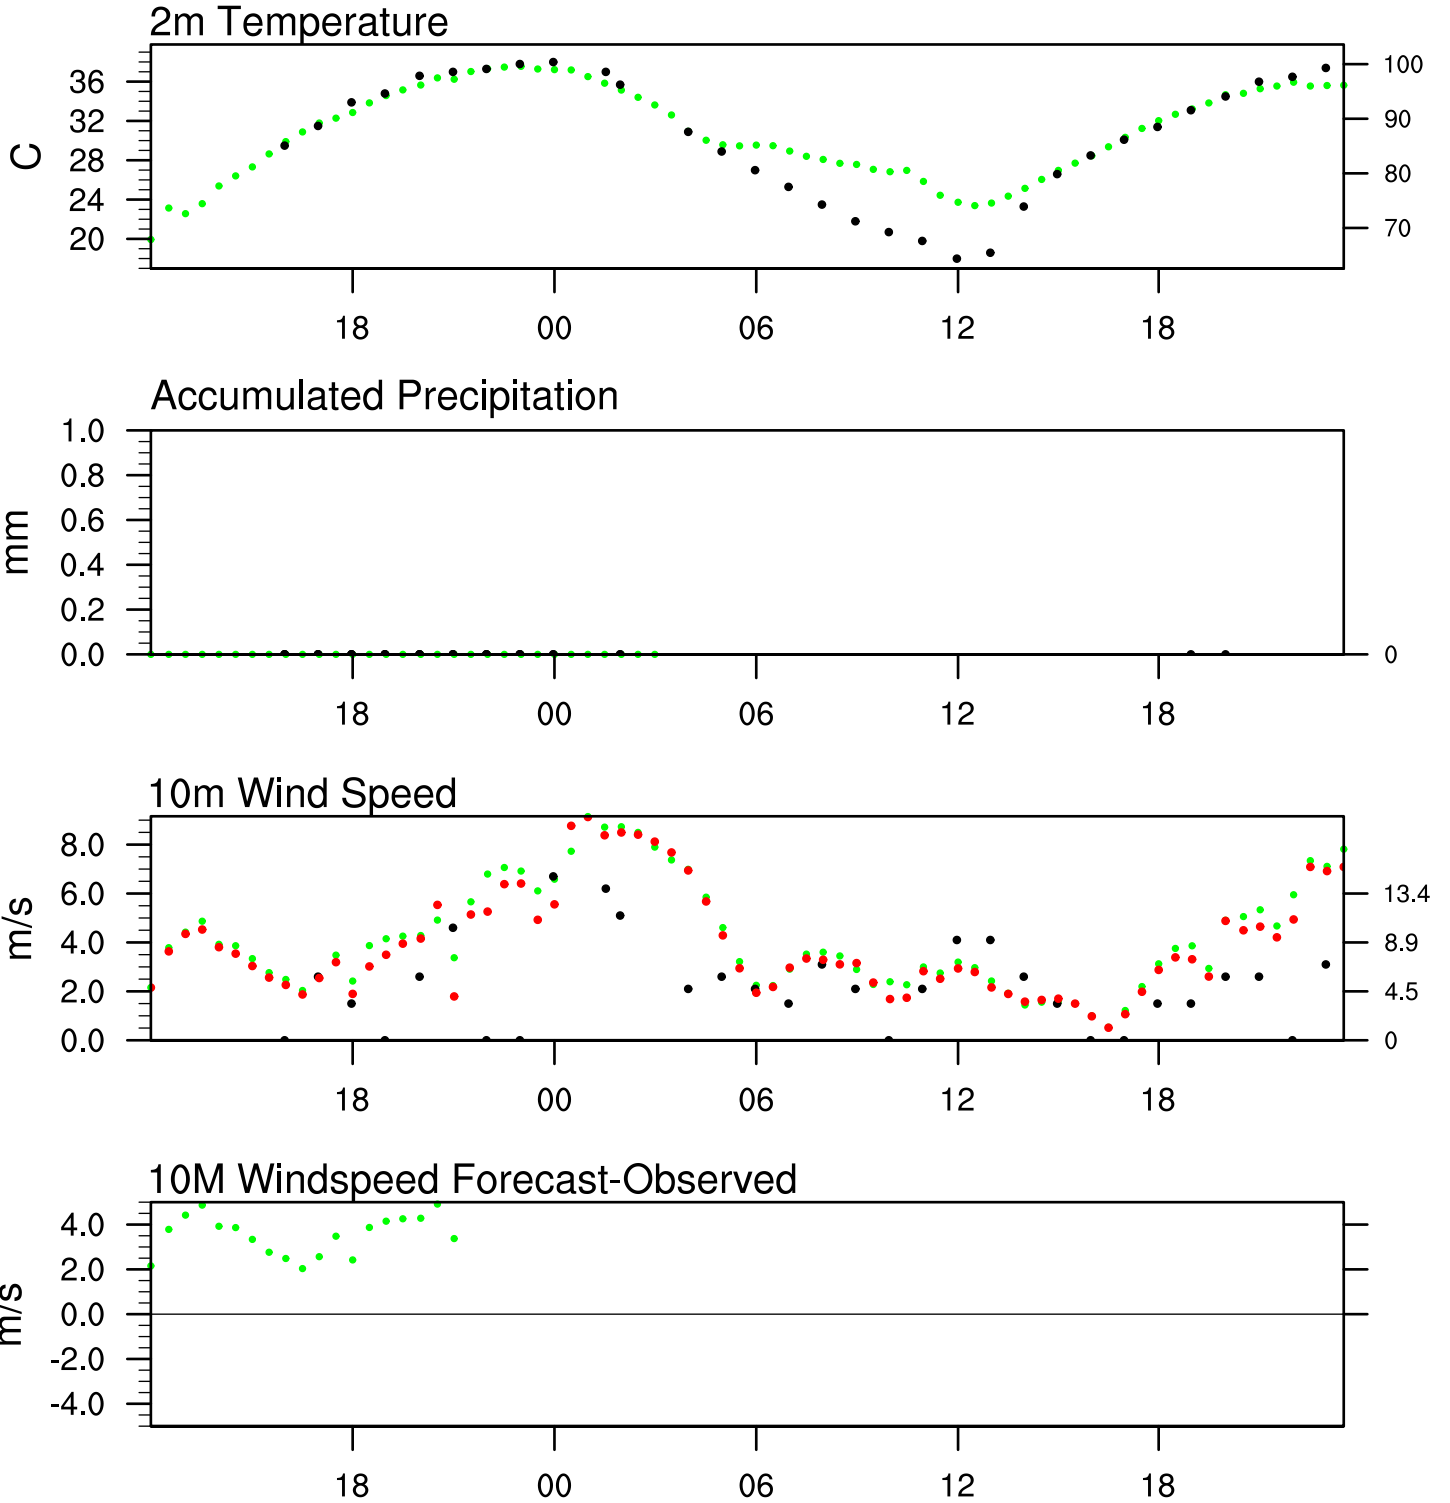 2m Temperature
C
36
32
28
24
20
100
90
80
70
18 00 06 12 18
Accumulated Precipitation
mm
1.0
0.8
0.6
0.4
0.2
0.0
0
18 00 06 12 18
10m Wind Speed
m/s
8.0
6.0
4.0
2.0
0.0
13.4
8.9
4.5
0
18 00 06 12 18
10M Windspeed Forecast-Observed
m/s
4.0
2.0
0.0
-2.0
-4.0
18 00 06 12 18